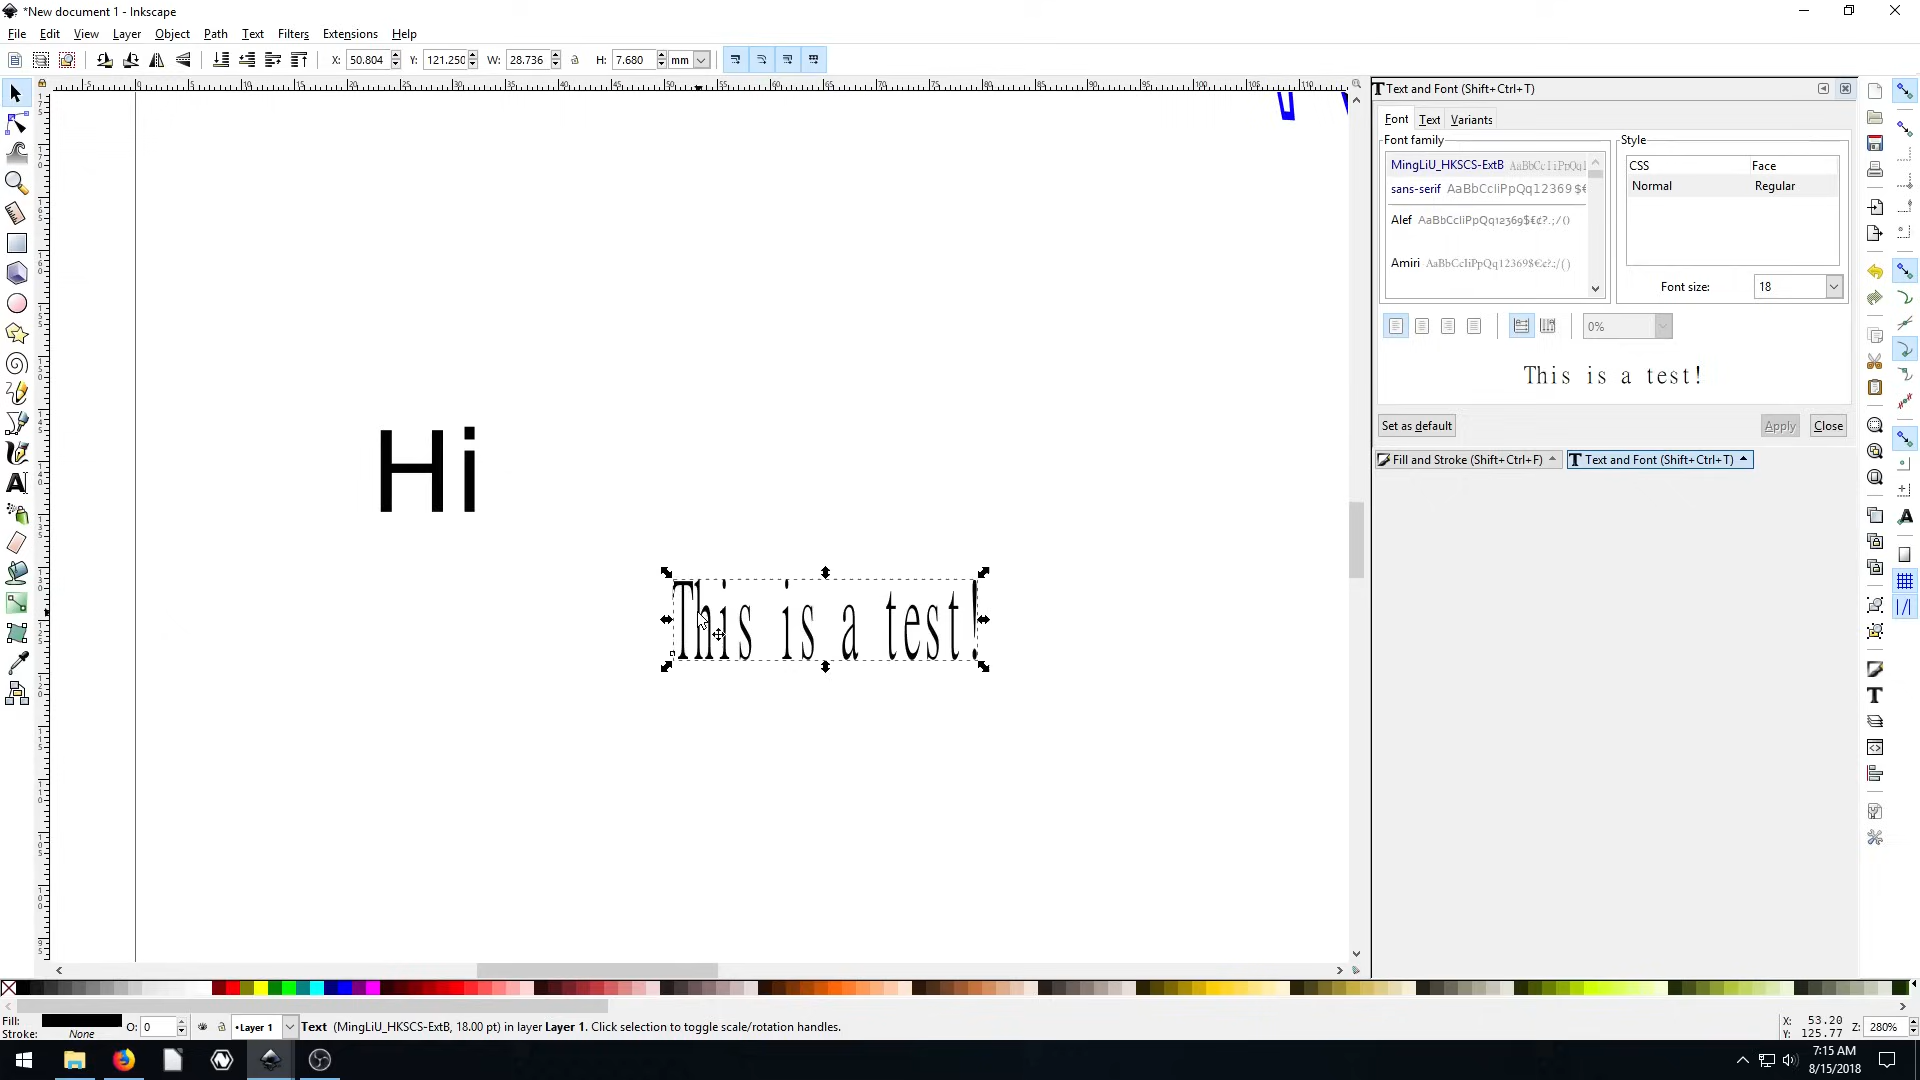 *New document 1 - Inkscape
File Edit View Layer Object Path Text Filters Extensions Help
X: 50.804 Y: 121.250 W: 28.736 H: 7.680 mm
Text and Font (Shift+Ctrl+T)
Font Text Variants
Font family
MingLiU_HKSCS-ExtB AaBbCcIiPpQq1
sans-serif AaBbCcIiPpQq12369$€
Alef AaBbCcIiPpQq12369$€¢?.;/()
Amiri AaBbCcIiPpQq12369$€¢?.;/()
Style
CSS Face
Normal Regular
Font size: 18
0%
This is a test!
Set as default Apply Close
Fill and Stroke (Shift+Ctrl+F) Text and Font (Shift+Ctrl+T)
Hi
This is a test!
Fill:
Stroke: None
O: 0
•Layer 1
Text (MingLiU_HKSCS-ExtB, 18.00 pt) in layer Layer 1. Click selection to toggle scale/rotation handles.
X: 53.20
Y: 125.77
Z: 280%
7:15 AM
8/15/2018